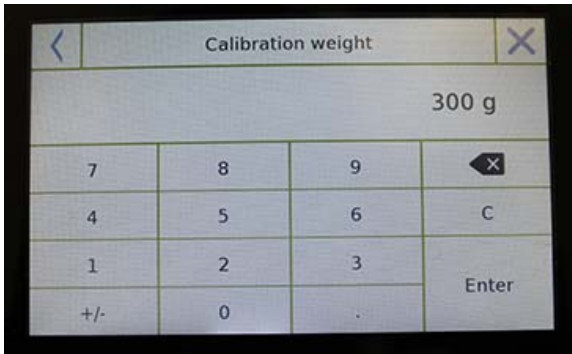 Calibration weight
300 g
7 8 9
4 5 6 C
1 2 3
Enter
+/- 0 .